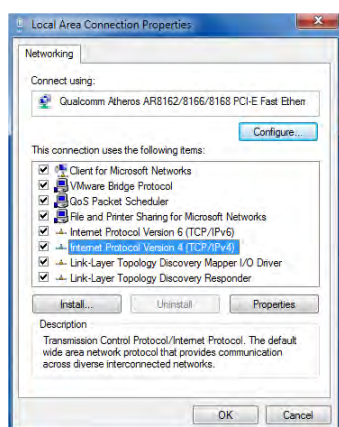 Local Area Connection Properties
Networking
Connect using:
Qualcomm Atheros AR8162/8166/8168 PCI-E Fast Ethern
Configure...
This connection uses the following items:
Client for Microsoft Networks
VMware Bridge Protocol
QoS Packet Scheduler
File and Printer Sharing for Microsoft Networks
Internet Protocol Version 6 (TCP/IPv6)
Internet Protocol Version 4 (TCP/IPv4)
Link-Layer Topology Discovery Mapper I/O Driver
Link-Layer Topology Discovery Responder
Install... Uninstall Properties
Description
Transmission Control Protocol/Internet Protocol. The default
wide area network protocol that provides communication
across diverse interconnected networks.
OK Cancel